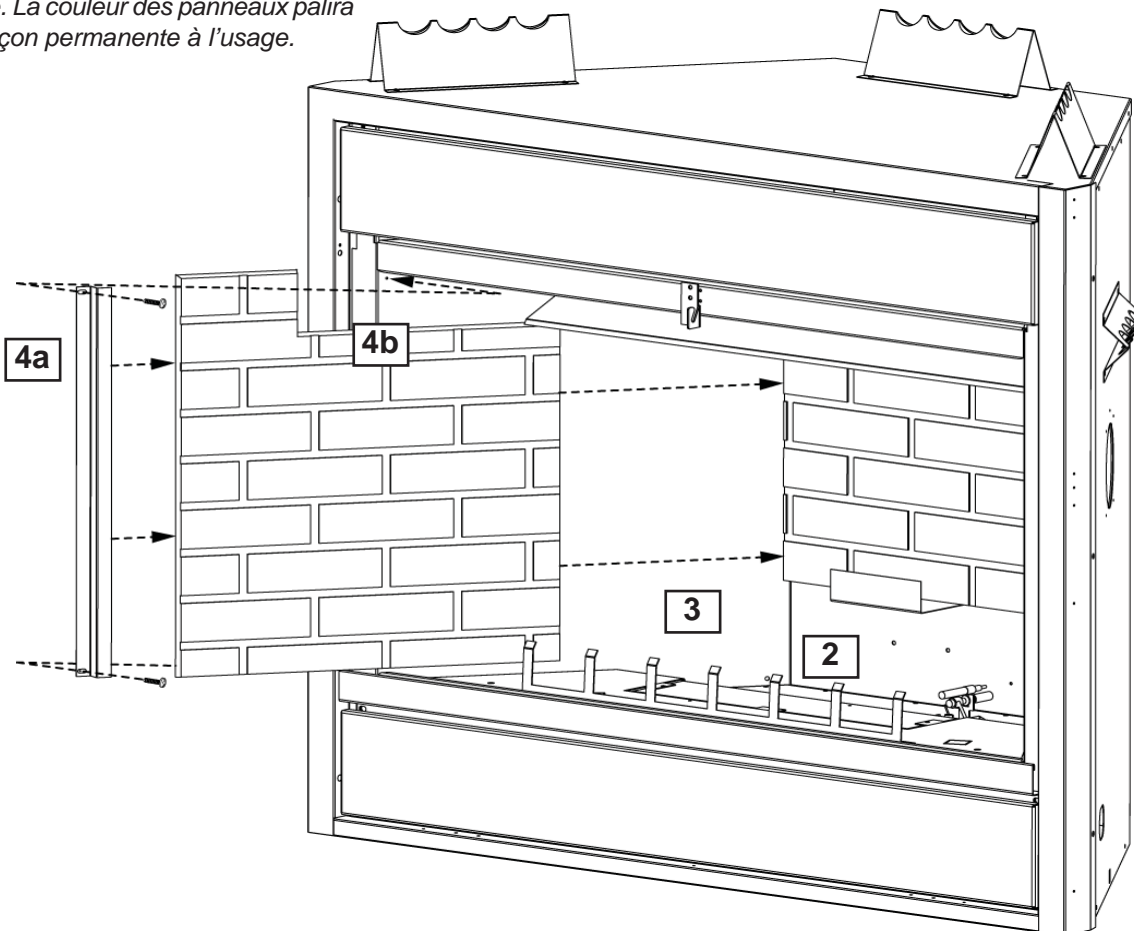 . La couleur des panneaux pâlira
çon permanente à l'usage.
4a
4b
3
2